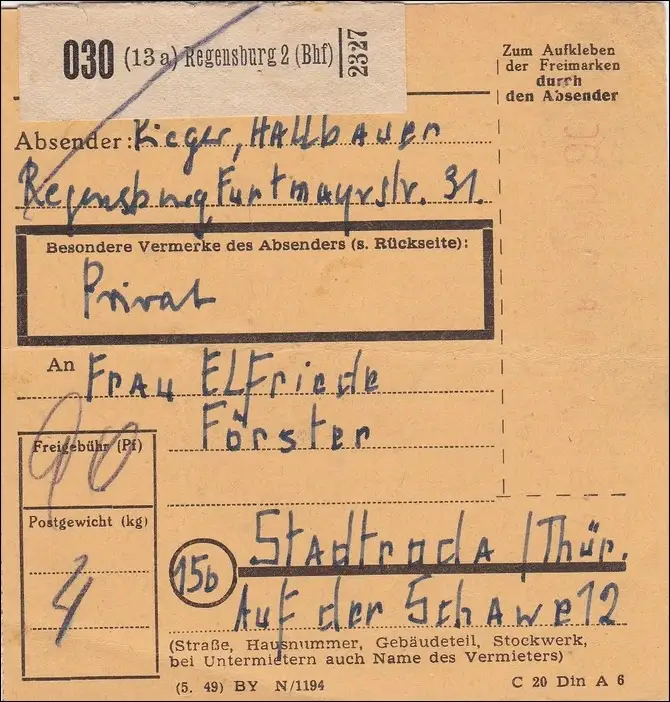 030 (13a) Regensburg 2 (Bhf) 2327
Zum Aufkleben
der Freimarken
durch
den Absender
Absender: Kieger, Hallbauer
Regensburg Furtmayrstr. 31.
Besondere Vermerke des Absenders (s. Rückseite):
Privat
An Frau Elfriede
Förster
Freigebühr (Pf)
90
Postgewicht (kg)
4
15b Stadtroda / Thür.
Auf der Schawe 12
(Straße, Hausnummer, Gebäudeteil, Stockwerk,
bei Untermietern auch Name des Vermieters)
(5. 49) BY N/1194
C 20 Din A 6